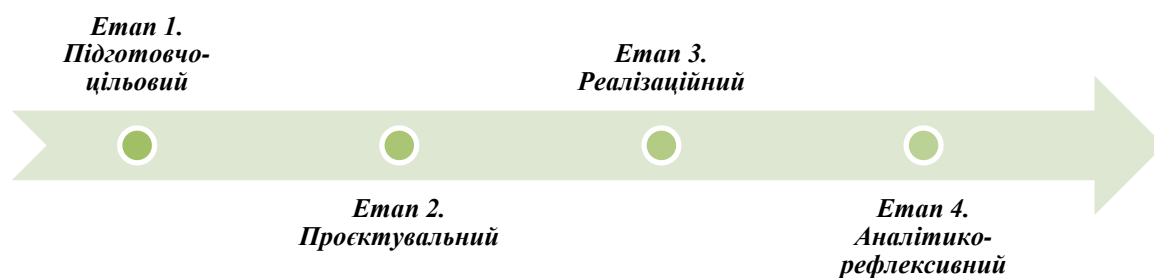 Етап 1.
Підготовчо-
цільовий
Етап 2.
Проєктувальний
Етап 3.
Реалізаційний
Етап 4.
Аналітико-
рефлексивний